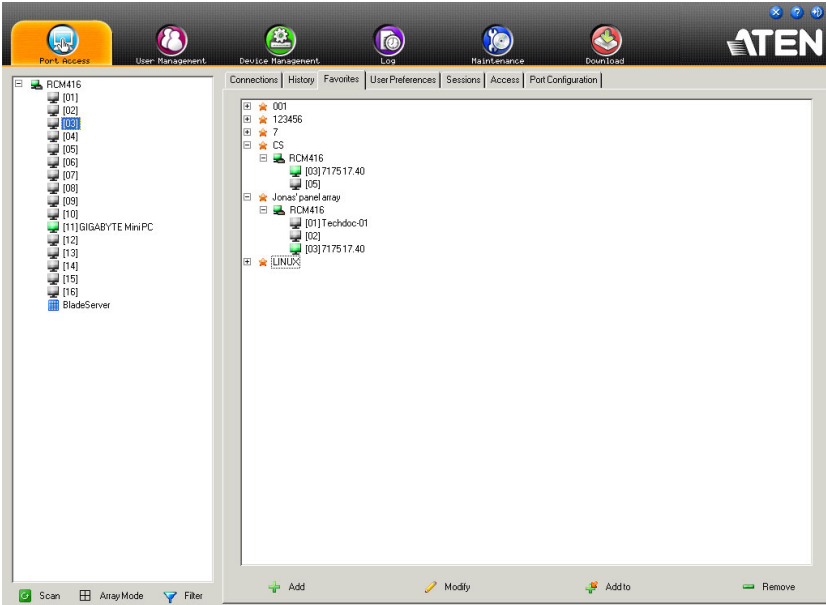 ATEN
Port Access
User Management
Device Management
Log
Maintenance
Download
RCM416
[01]
[02]
[03]
[04]
[05]
[06]
[07]
[08]
[09]
[10]
[11]GIGABYTE MiniPC
[12]
[13]
[14]
[15]
[16]
BladeServer
Scan
Array Mode
Filter
Connections
History
Favorites
User Preferences
Sessions
Access
Port Configuration
001
123456
7
CS
RCM416
[03]717517.40
[05]
Jonas' panel array
RCM416
[01]Techdoc-01
[02]
[03]717517.40
LINUX
Add
Modify
Add to
Remove